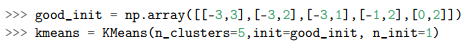 >>> good_init = np.array([[-3,3],[-3,2],[-3,1],[-1,2],[0,2]])
>>> kmeans = KMeans(n_clusters=5,init=good_init, n_init=1)